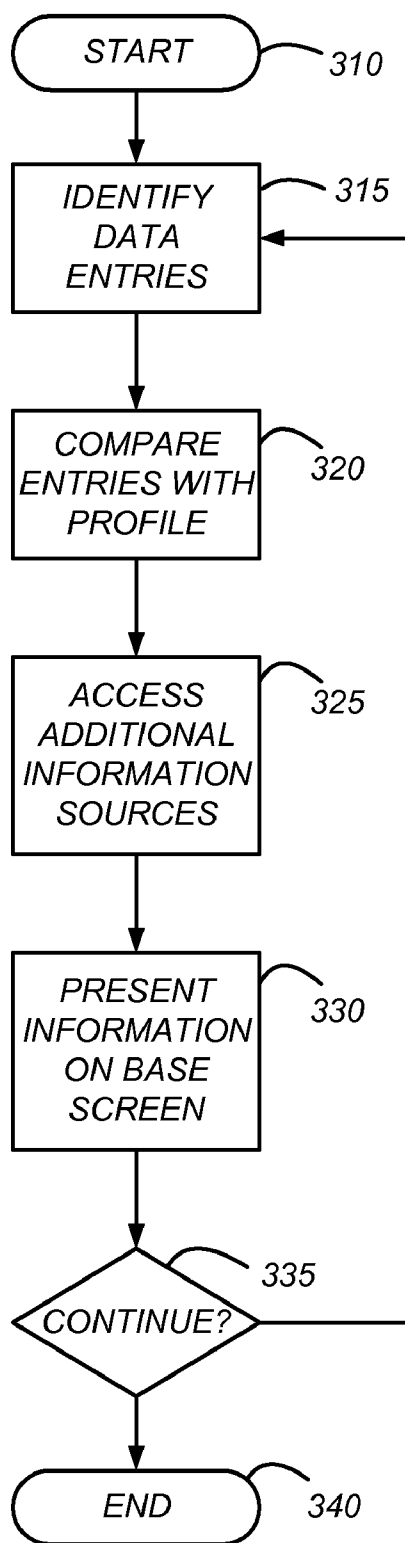 START
310
IDENTIFY
DATA
ENTRIES
315
COMPARE
ENTRIES WITH
PROFILE
320
ACCESS
ADDITIONAL
INFORMATION
SOURCES
325
PRESENT
INFORMATION
ON BASE
SCREEN
330
CONTINUE?
335
END
340